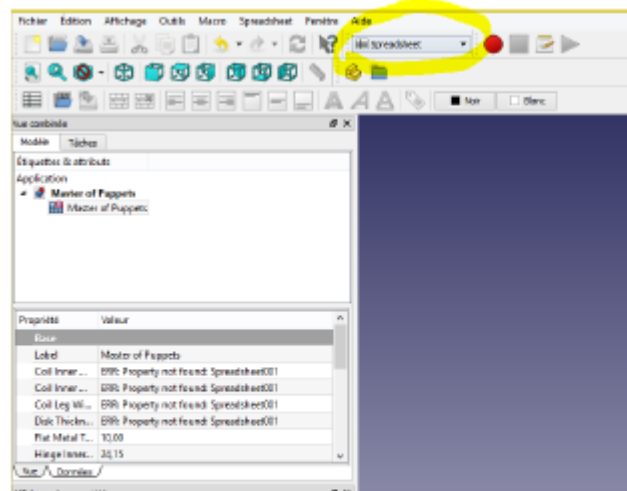 Fichier Édition Affichage Outils Macro Spreadsheet Fenêtre Aide
spreadsheet
Noir Blanc
Vue combinée
Modèle Tâches
Étiquettes & attributs
Application
Master of Puppets
Master of Puppets
Propriété Valeur
Base
Label Master of Puppets
Coil Inner ... ERR: Property not found: Spreadsheet001
Coil Inner ... ERR: Property not found: Spreadsheet001
Coil Leg Wi... ERR: Property not found: Spreadsheet001
Disk Thickn... ERR: Property not found: Spreadsheet001
Flat Metal T... 10,00
Hinge Inner... 24,15
Vue Données